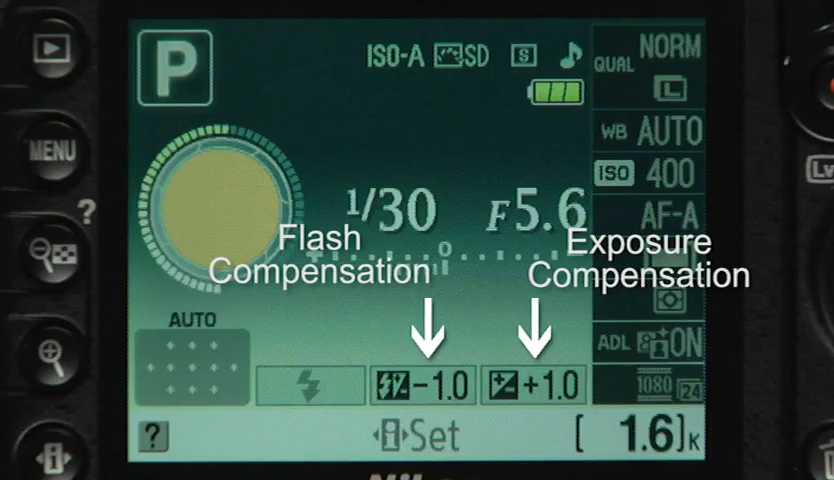 P
ISO-A SD S
QUAL NORM
L
MENU
WB AUTO
ISO 400
Lv
?
1/30 F5.6
AF-A
Flash
Compensation
Exposure
Compensation
AUTO
ADL ON
-1.0
+1.0
1080 24
? i Set [ 1.6]K